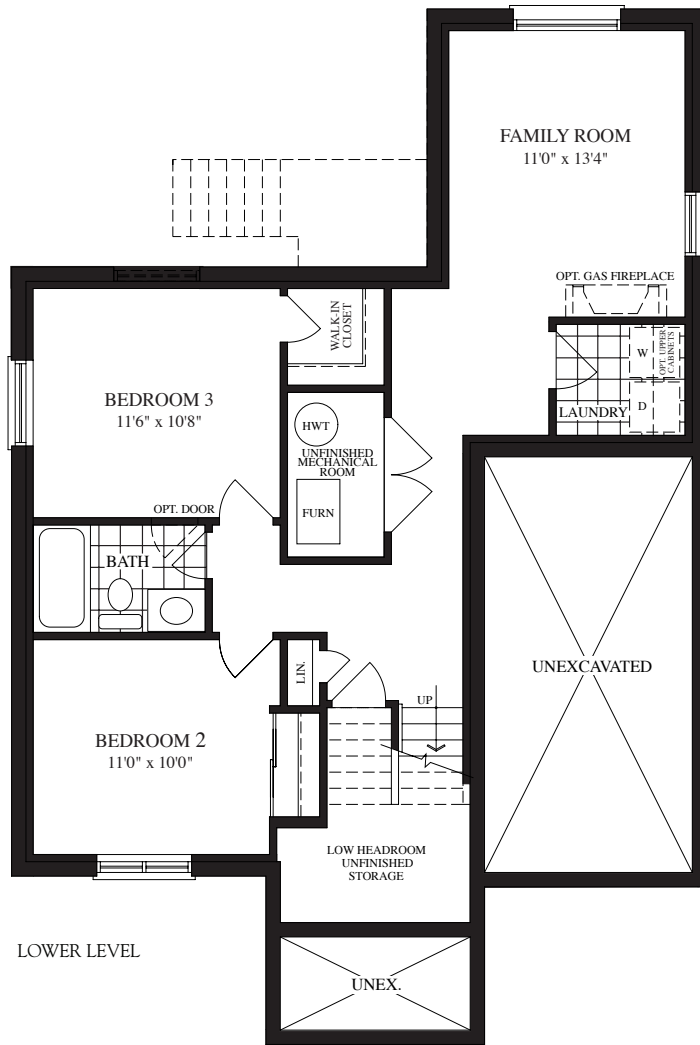 FAMILY ROOM
11'0" x 13'4"
OPT. GAS FIREPLACE
WALK-IN
CLOSET
W
OPT. UPPER
CABINETS
BEDROOM 3
11'6" x 10'8"
D
LAUNDRY
HWT
UNFINISHED
MECHANICAL
ROOM
OPT. DOOR
FURN
BATH
LIN.
UNEXCAVATED
UP
BEDROOM 2
11'0" x 10'0"
LOW HEADROOM
UNFINISHED
STORAGE
LOWER LEVEL
UNEX.